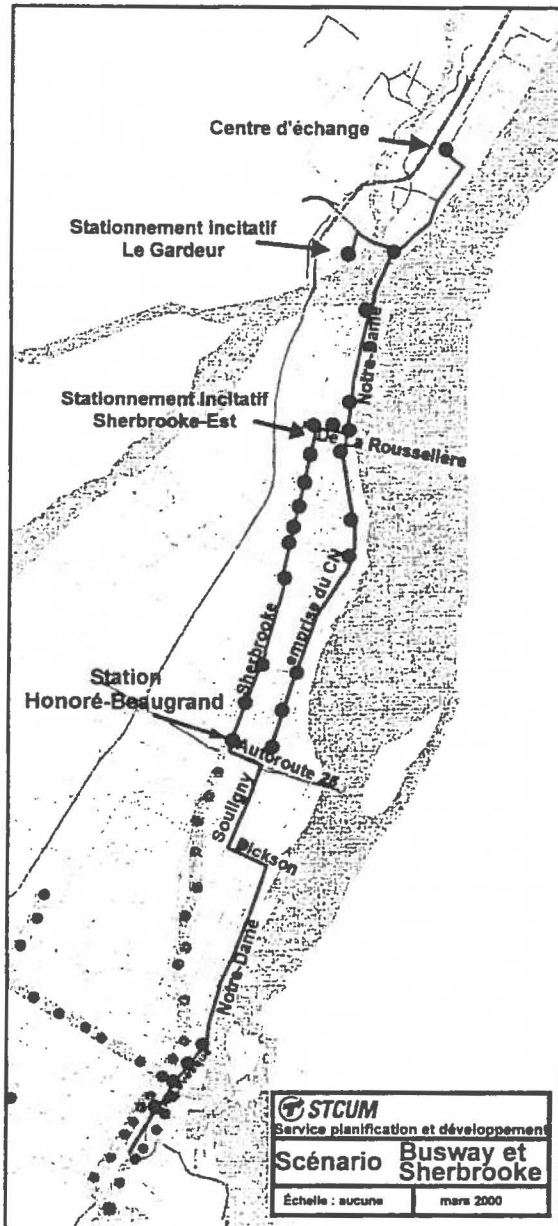 Centre d'échange
Stationnement incitatif
Le Gardeur
Notre-Dame
Stationnement incitatif
Sherbrooke-Est
De La Rousselière
emprise du CN
Sherbrooke
Station
Honoré-Beaugrand
Autoroute 25
Souligny
Dickson
Notre-Dame
STCUM
Service planification et développement
Scénario Busway et
Sherbrooke
Échelle : aucune mars 2000